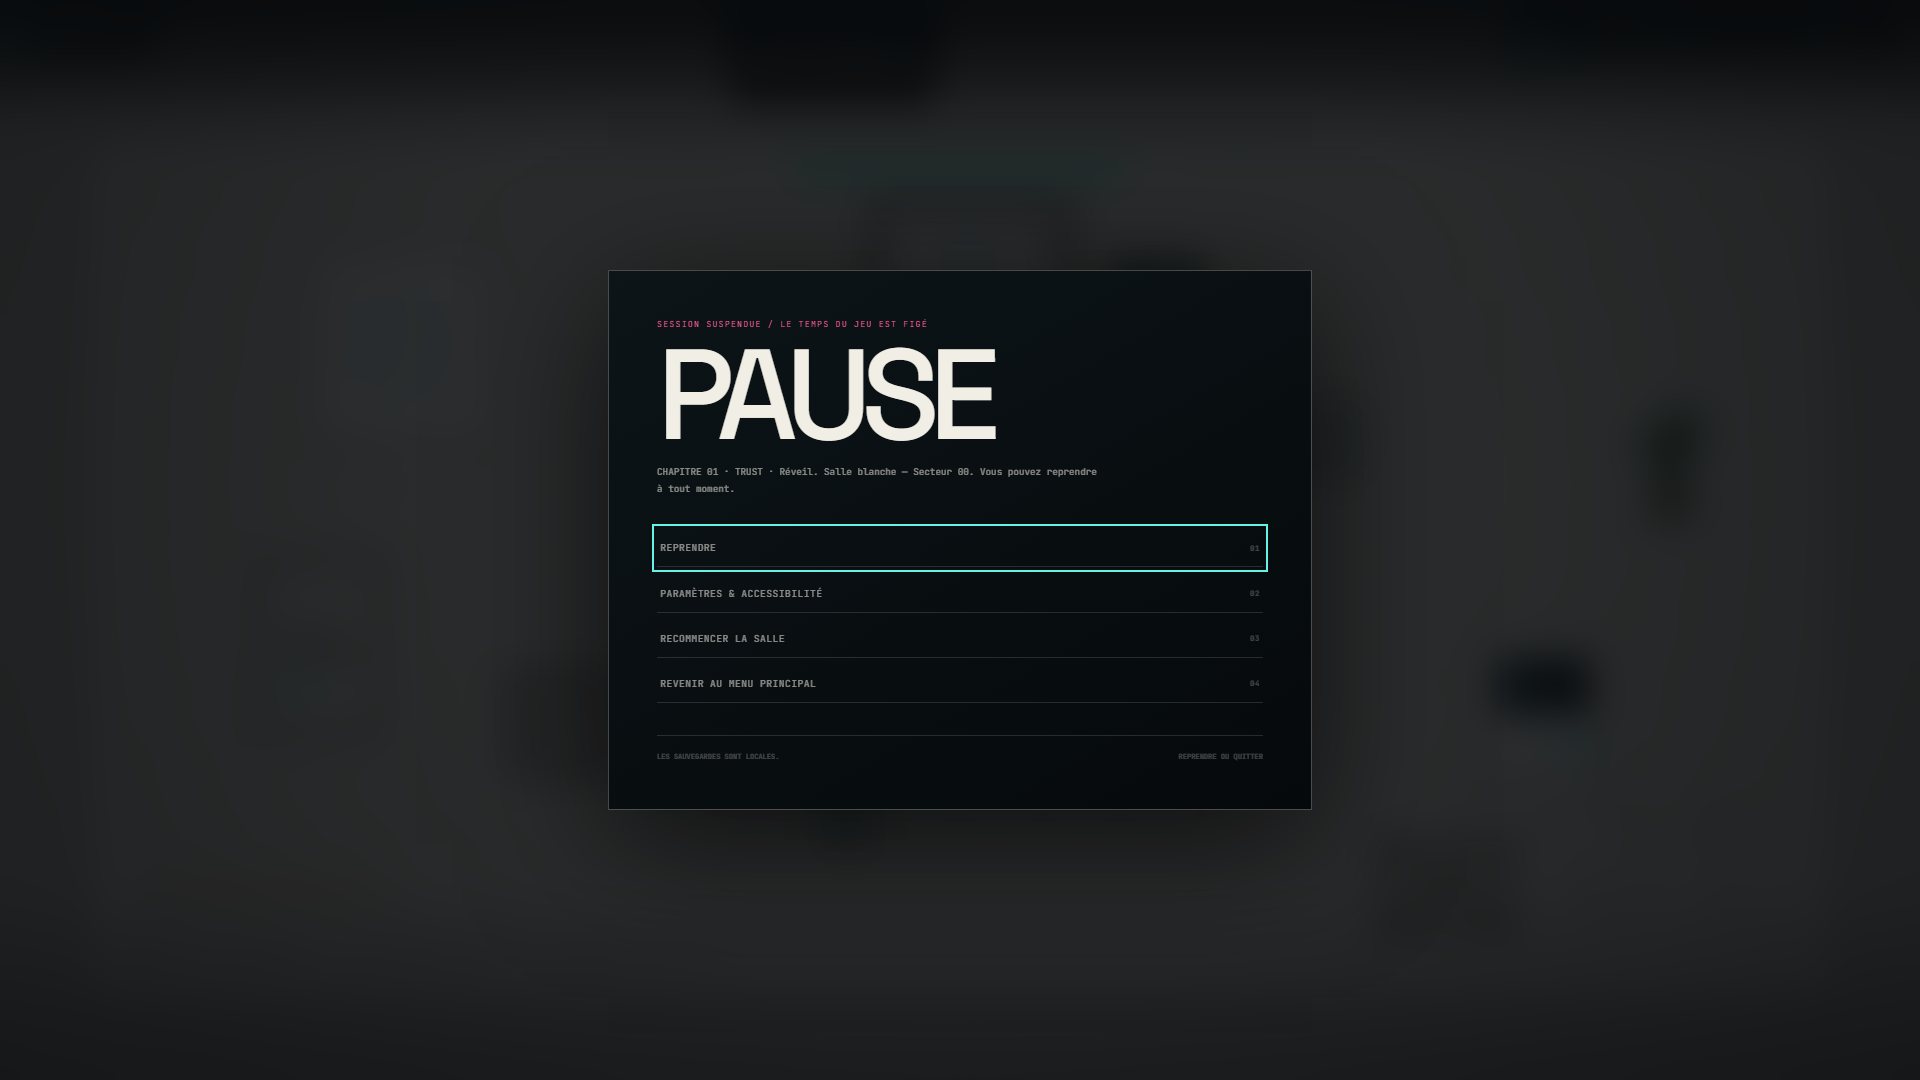 SESSION SUSPENDUE / LE TEMPS DU JEU EST FIGÉ
PAUSE
CHAPITRE 01 · TRUST · Réveil. Salle blanche — Secteur 00. Vous pouvez reprendre
à tout moment.
REPRENDRE 01
PARAMÈTRES & ACCESSIBILITÉ 02
RECOMMENCER LA SALLE 03
REVENIR AU MENU PRINCIPAL 04
LES SAUVEGARDES SONT LOCALES. REPRENDRE OU QUITTER